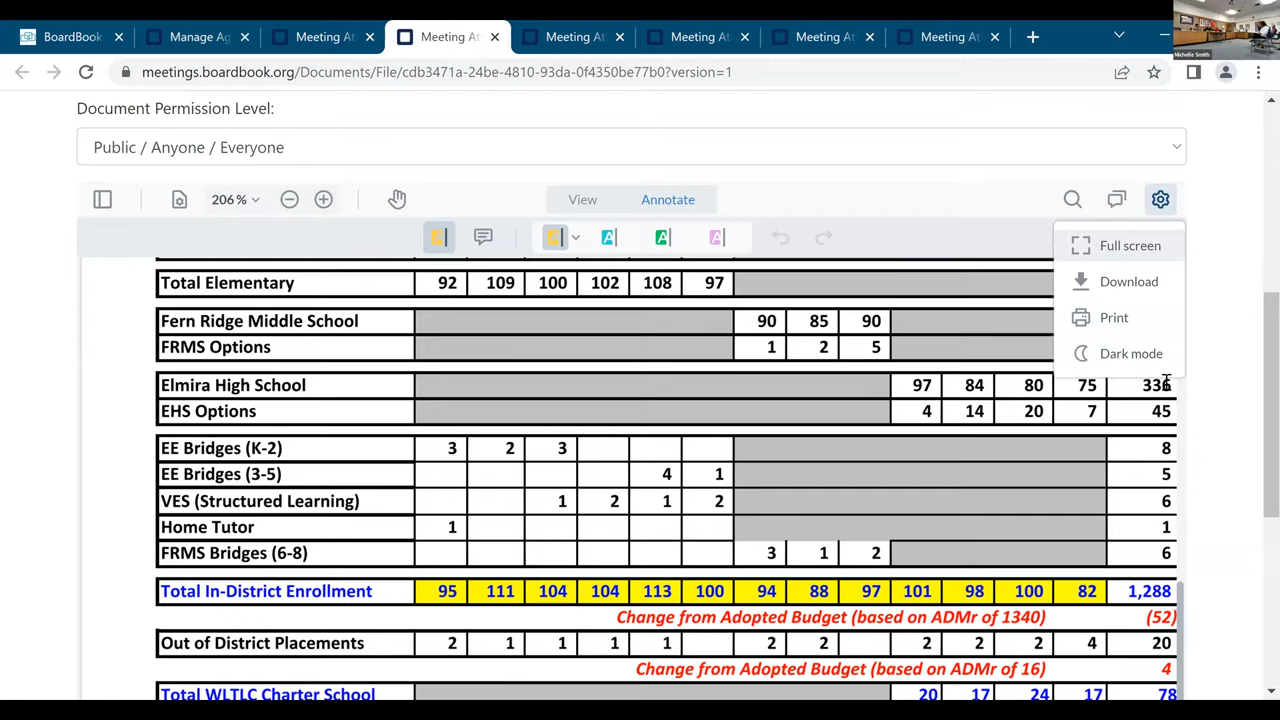 BoardBook
Manage Ag
Meeting At
Meeting At
Meeting At
Meeting At
Meeting At
Meeting At
meetings.boardbook.org/Documents/File/cdb3471a-24be-4810-93da-0f4350be77b0?version=1
Michelle Smith
Document Permission Level:
Public / Anyone / Everyone
206 %
View
Annotate
Full screen
Download
Print
Dark mode
Total Elementary 92 109 100 102 108 97
Fern Ridge Middle School 90 85 90
FRMS Options 1 2 5
Elmira High School 97 84 80 75 336
EHS Options 4 14 20 7 45
EE Bridges (K-2) 3 2 3 8
EE Bridges (3-5) 4 1 5
VES (Structured Learning) 1 2 1 2 6
Home Tutor 1 1
FRMS Bridges (6-8) 3 1 2 6
Total In-District Enrollment 95 111 104 104 113 100 94 88 97 101 98 100 82 1,288
Change from Adopted Budget (based on ADMr of 1340) (52)
Out of District Placements 2 1 1 1 1 2 2 2 2 2 4 20
Change from Adopted Budget (based on ADMr of 16) 4
Total WLTLC Charter School 20 17 24 17 78